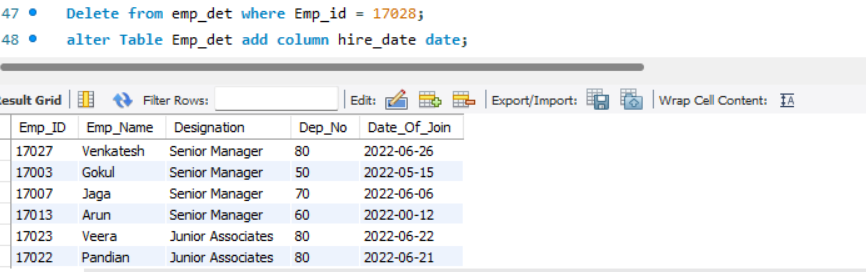 47 Delete from emp_det where Emp_id = 17028;
48 alter Table Emp_det add column hire_date date;
Result Grid Filter Rows: Edit: Export/Import: Wrap Cell Content: IA
Emp_ID Emp_Name Designation Dep_No Date_Of_Join
17027 Venkatesh Senior Manager 80 2022-06-26
17003 Gokul Senior Manager 50 2022-05-15
17007 Jaga Senior Manager 70 2022-06-06
17013 Arun Senior Manager 60 2022-00-12
17023 Veera Junior Associates 80 2022-06-22
17022 Pandian Junior Associates 80 2022-06-21